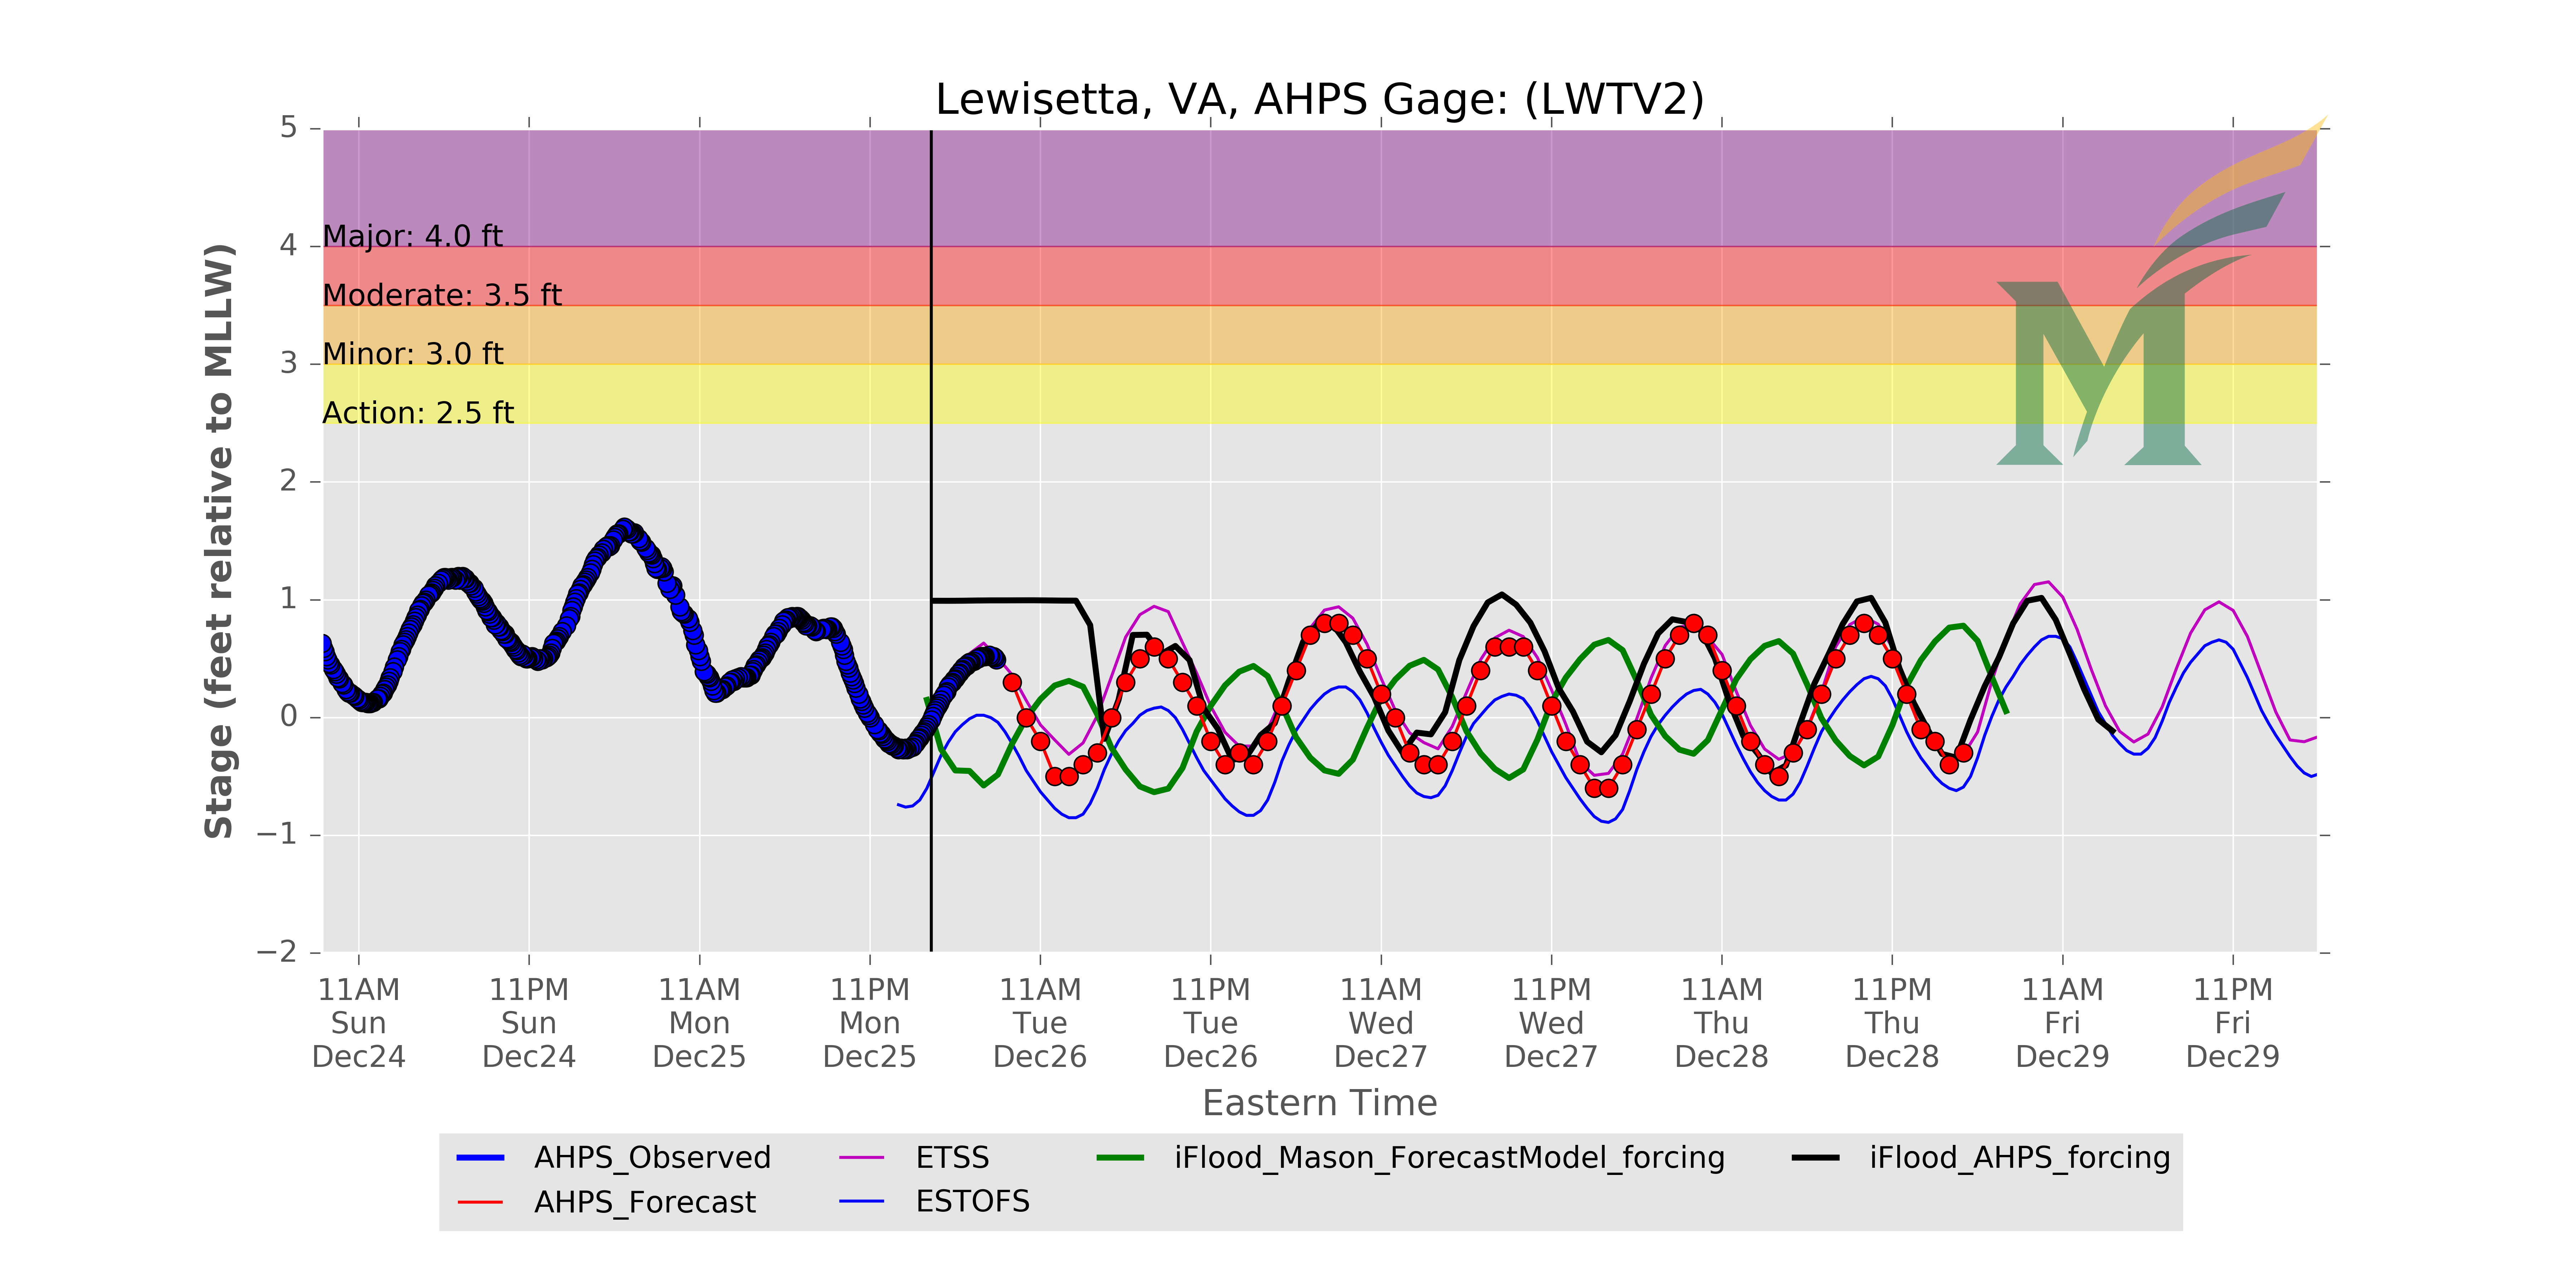 Lewisetta, VA, AHPS Gage: (LWTV2)
Stage (feet relative to MLLW)
5
4
3
2
1
0
−1
−2
Major: 4.0 ft
Moderate: 3.5 ft
Minor: 3.0 ft
Action: 2.5 ft
M
11AM 11PM 11AM 11PM 11AM 11PM 11AM 11PM 11AM 11PM 11AM 11PM
Sun Sun Mon Mon Tue Tue Wed Wed Thu Thu Fri Fri
Dec24 Dec24 Dec25 Dec25 Dec26 Dec26 Dec27 Dec27 Dec28 Dec28 Dec29 Dec29
Eastern Time
AHPS_Observed ETSS iFlood_Mason_ForecastModel_forcing iFlood_AHPS_forcing
AHPS_Forecast ESTOFS